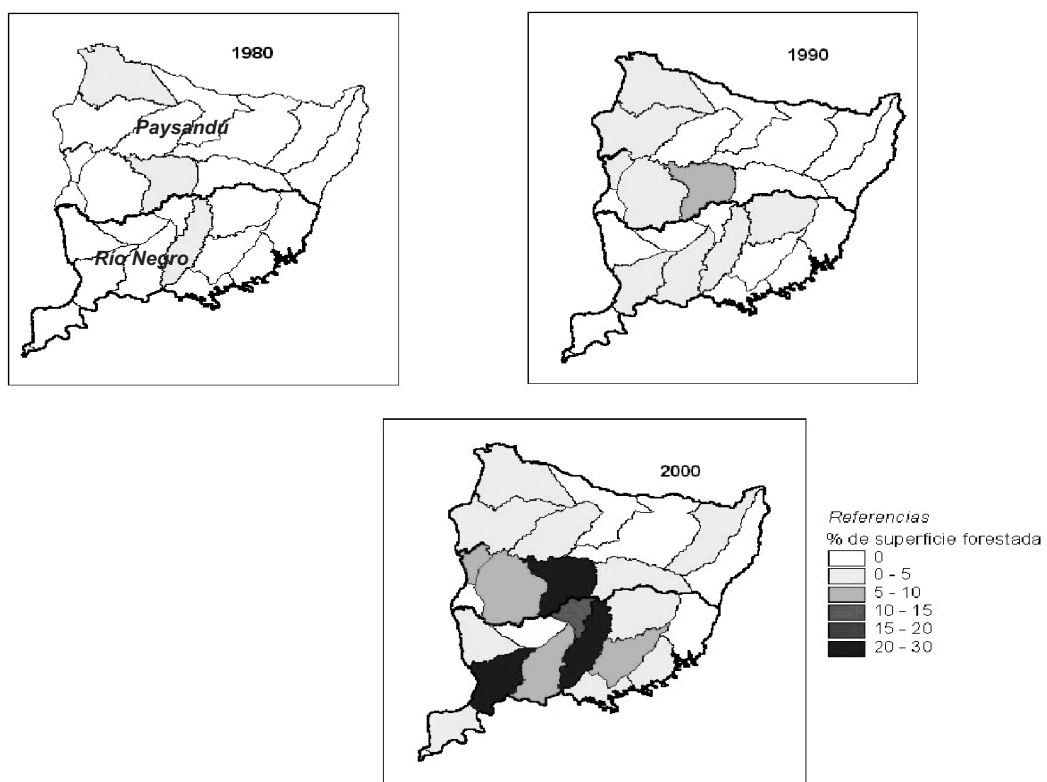 1980
Paysandú
Río Negro
1990
2000
Referencias
% de superficie forestada
0
0 - 5
5 - 10
10 - 15
15 - 20
20 - 30